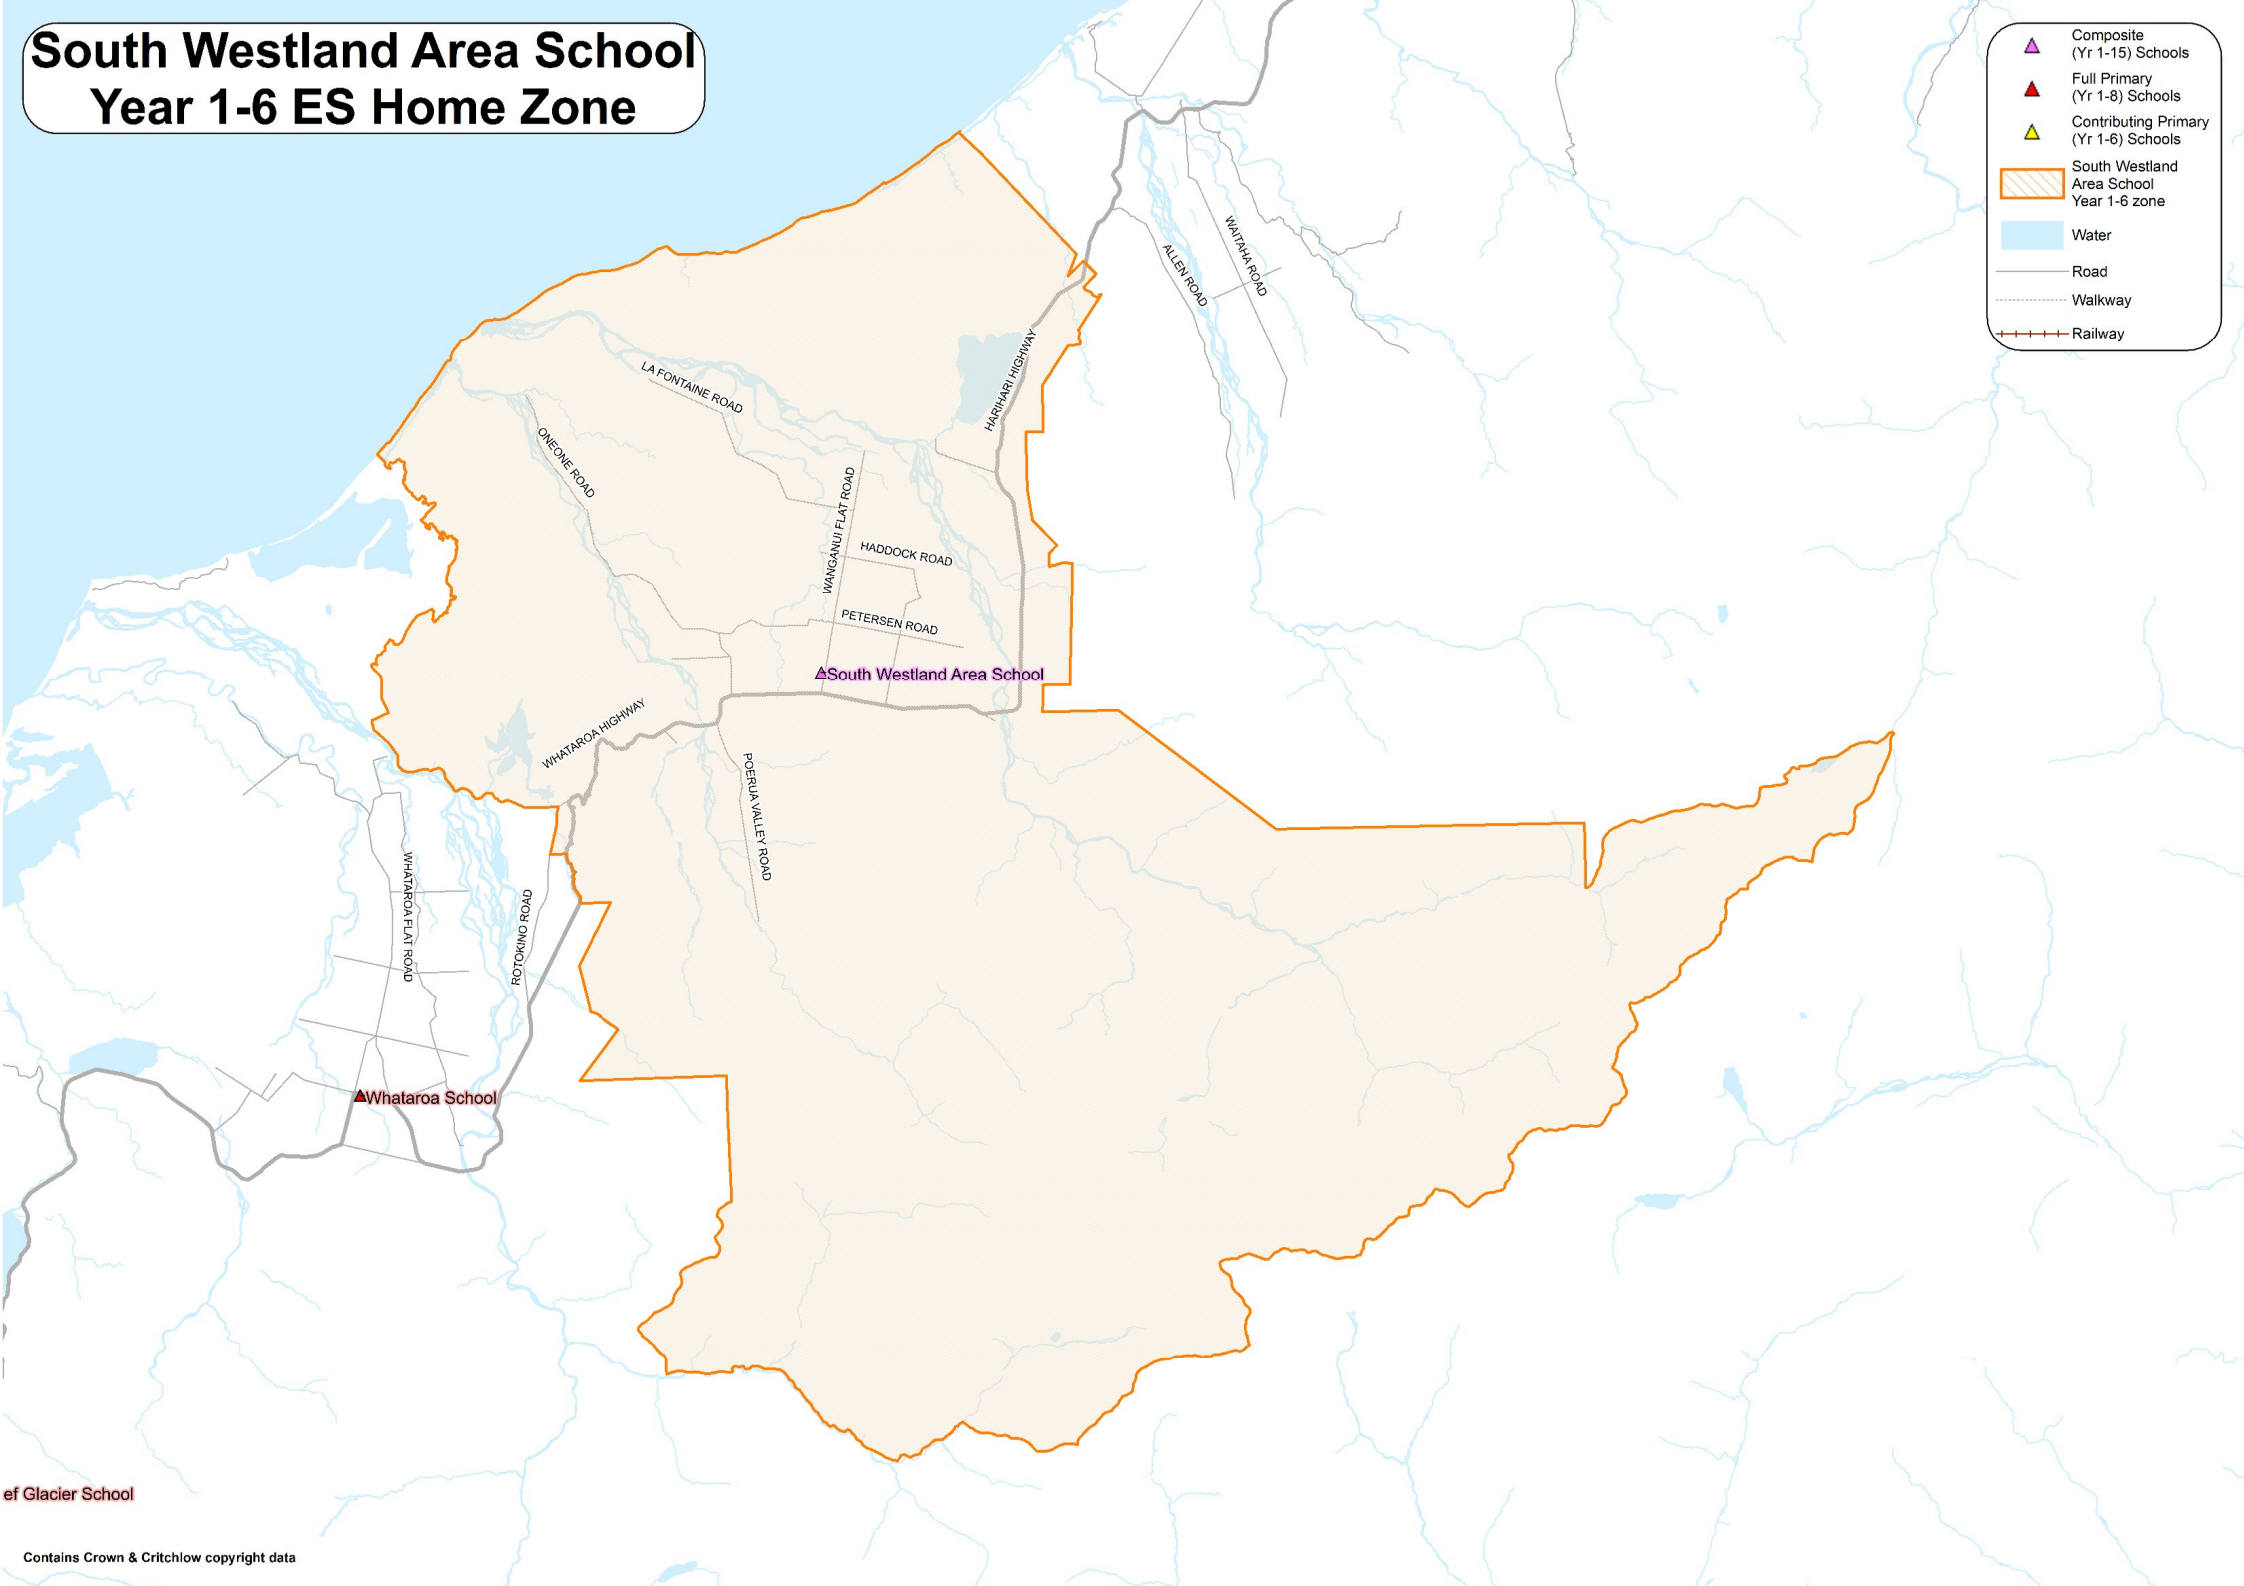 South Westland Area School
Year 1-6 ES Home Zone
Composite
(Yr 1-15) Schools
Full Primary
(Yr 1-8) Schools
Contributing Primary
(Yr 1-6) Schools
South Westland
Area School
Year 1-6 zone
Water
Road
Walkway
Railway
WAITAHA ROAD
ALLEN ROAD
HARIHARI HIGHWAY
LA FONTAINE ROAD
ONEONE ROAD
WANGANUI FLAT ROAD
HADDOCK ROAD
PETERSEN ROAD
South Westland Area School
WHATAROA HIGHWAY
POERUA VALLEY ROAD
WHATAROA FLAT ROAD
ROTOKINO ROAD
Whataroa School
ef Glacier School
Contains Crown & Critchlow copyright data